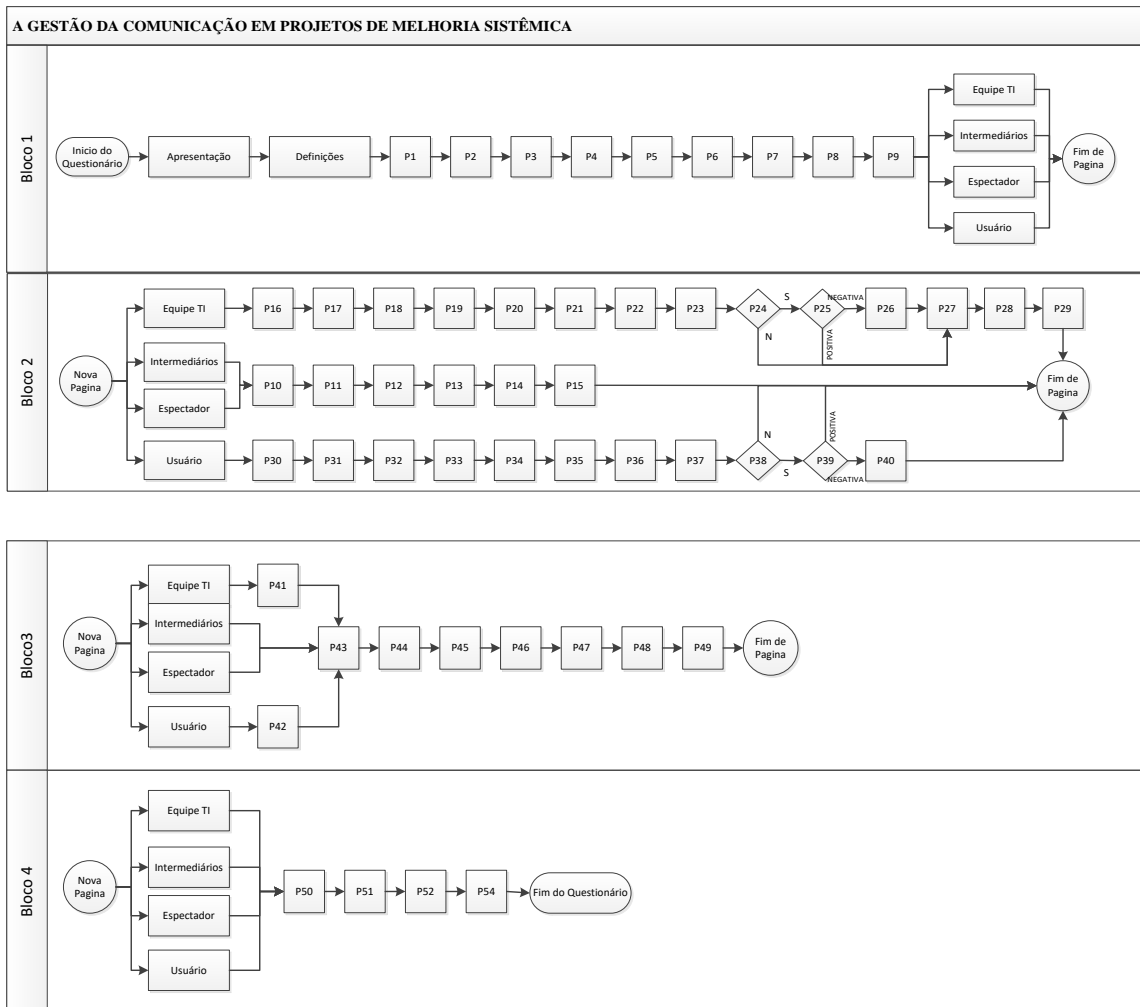 A GESTÃO DA COMUNICAÇÃO EM PROJETOS DE MELHORIA SISTÊMICA
Bloco 1
Inicio do
Questionário
Apresentação
Definições
P1
P2
P3
P4
P5
P6
P7
P8
P9
Equipe TI
Intermediários
Espectador
Usuário
Fim de
Pagina
Bloco 2
Nova
Pagina
Equipe TI
P16
P17
P18
P19
P20
P21
P22
P23
P24
S
N
P25
NEGATIVA
POSITIVA
P26
P27
P28
P29
Intermediários
Espectador
P10
P11
P12
P13
P14
P15
Fim de
Pagina
Usuário
P30
P31
P32
P33
P34
P35
P36
P37
P38
N
S
P39
POSITIVA
NEGATIVA
P40
Bloco3
Nova
Pagina
Equipe TI
P41
Intermediários
Espectador
Usuário
P42
P43
P44
P45
P46
P47
P48
P49
Fim de
Pagina
Bloco 4
Nova
Pagina
Equipe TI
Intermediários
Espectador
Usuário
P50
P51
P52
P54
Fim do Questionário